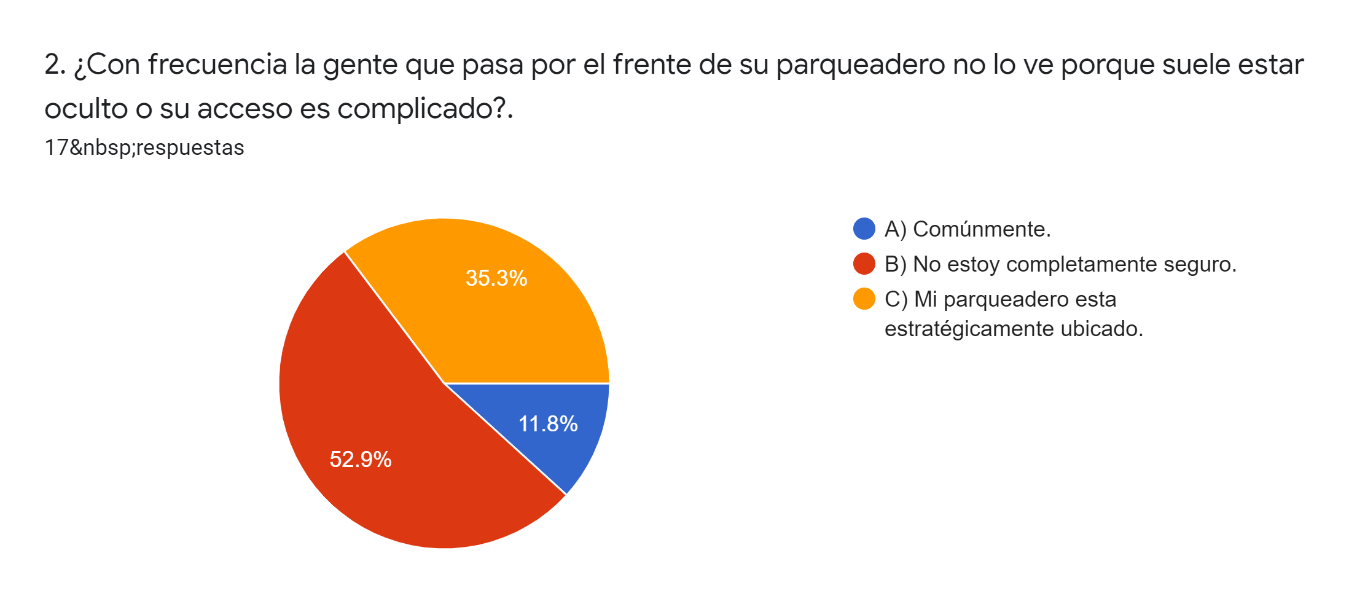 2. ¿Con frecuencia la gente que pasa por el frente de su parqueadero no lo ve porque suele estar
oculto o su acceso es complicado?.
17&nbsp;respuestas
A) Comúnmente.
B) No estoy completamente seguro.
C) Mi parqueadero esta
estratégicamente ubicado.
35.3%
11.8%
52.9%